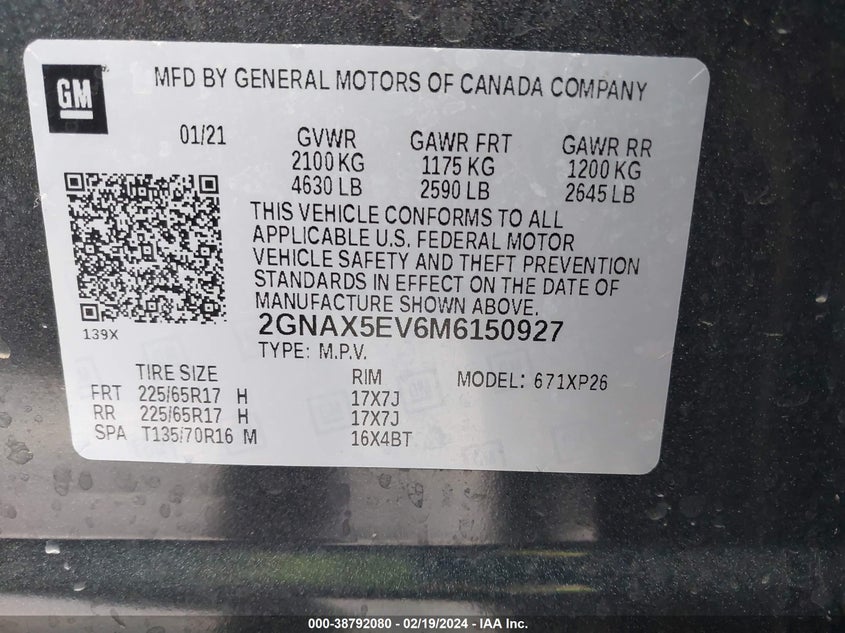 GM
MFD BY GENERAL MOTORS OF CANADA COMPANY
01/21 GVWR GAWR FRT GAWR RR
2100 KG 1175 KG 1200 KG
4630 LB 2590 LB 2645 LB
THIS VEHICLE CONFORMS TO ALL
APPLICABLE U.S. FEDERAL MOTOR
VEHICLE SAFETY AND THEFT PREVENTION
STANDARDS IN EFFECT ON THE DATE OF
MANUFACTURE SHOWN ABOVE.
139X
2GNAX5EV6M6150927
TYPE: M.P.V.
TIRE SIZE RIM MODEL: 671XP26
FRT 225/65R17 H 17X7J
RR 225/65R17 H 17X7J
SPA T135/70R16 M 16X4BT
000-38792080 - 02/19/2024 - IAA Inc.